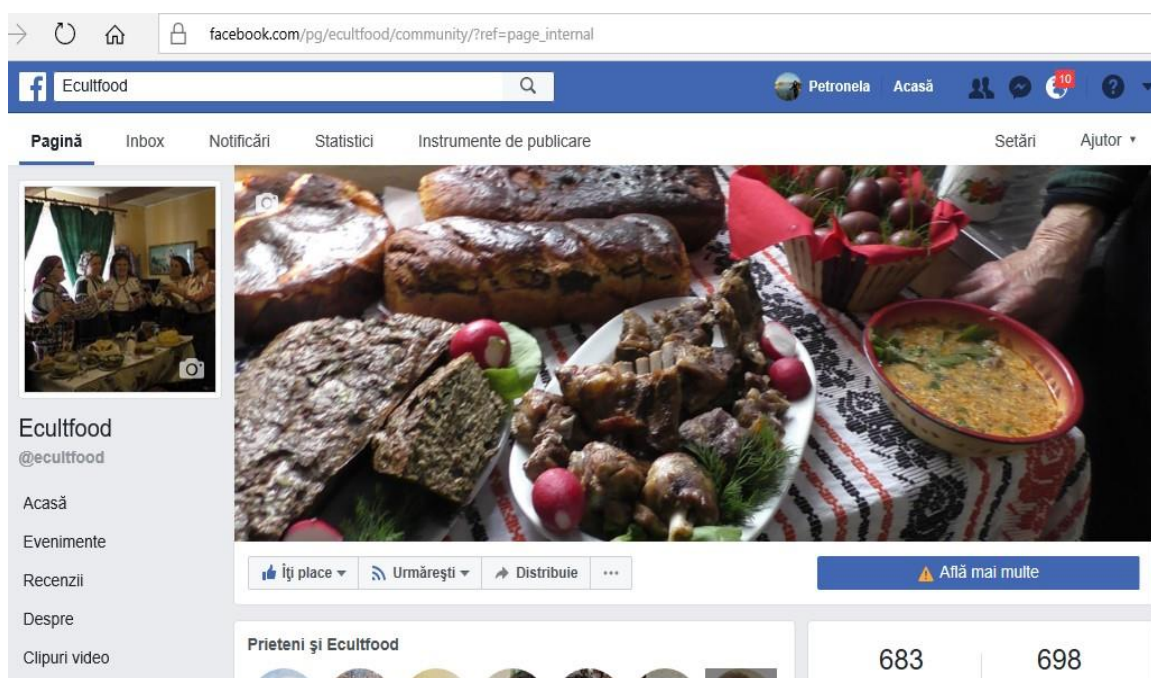 facebook.com/pg/ecultfood/community/?ref=page_internal
f Ecultfood Petronela Acasă 10 ?
Pagină Inbox Notificări Statistici Instrumente de publicare Setări Ajutor
Ecultfood
@ecultfood
Acasă
Evenimente
Recenzii
Despre
Clipuri video
Îţi place Urmăreşti Distribuie ... Află mai multe
Prieteni şi Ecultfood
683 698